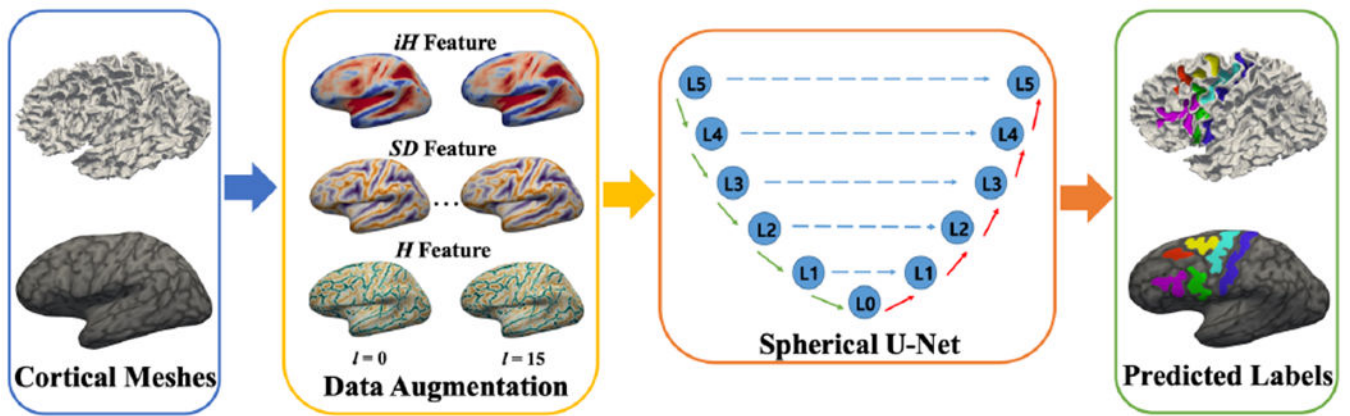 Cortical Meshes
iH Feature
SD Feature
...
H Feature
l = 0
l = 15
Data Augmentation
L5
L5
L4
L4
L3
L3
L2
L2
L1
L1
L0
Spherical U-Net
Predicted Labels